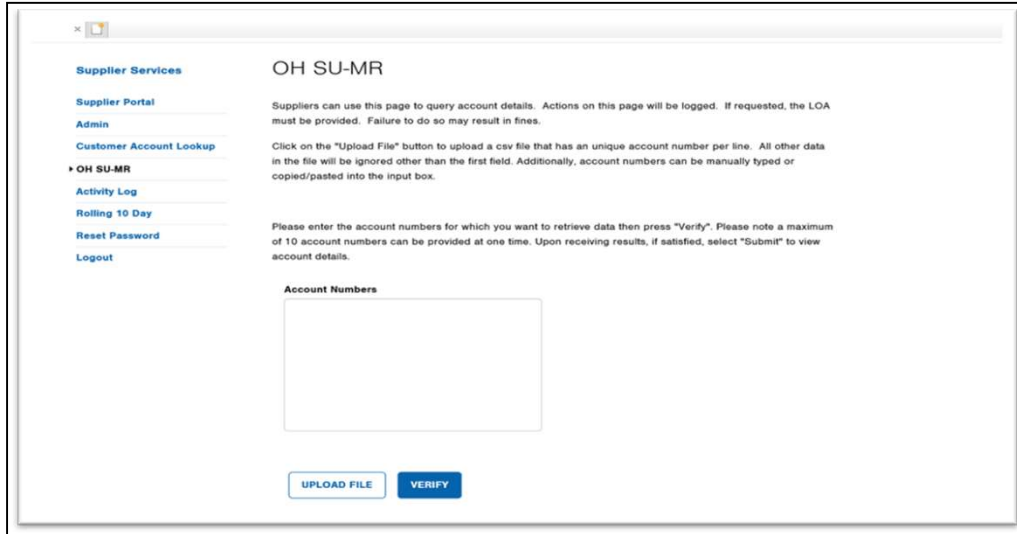 Supplier Services
Supplier Portal
Admin
Customer Account Lookup
OH SU-MR
Activity Log
Rolling 10 Day
Reset Password
Logout
OH SU-MR
Suppliers can use this page to query account details. Actions on this page will be logged. If requested, the LOA
must be provided. Failure to do so may result in fines.
Click on the "Upload File" button to upload a csv file that has an unique account number per line. All other data
in the file will be ignored other than the first field. Additionally, account numbers can be manually typed or
copied/pasted into the input box.
Please enter the account numbers for which you want to retrieve data then press "Verify". Please note a maximum
of 10 account numbers can be provided at one time. Upon receiving results, if satisfied, select "Submit" to view
account details.
Account Numbers
UPLOAD FILE
VERIFY